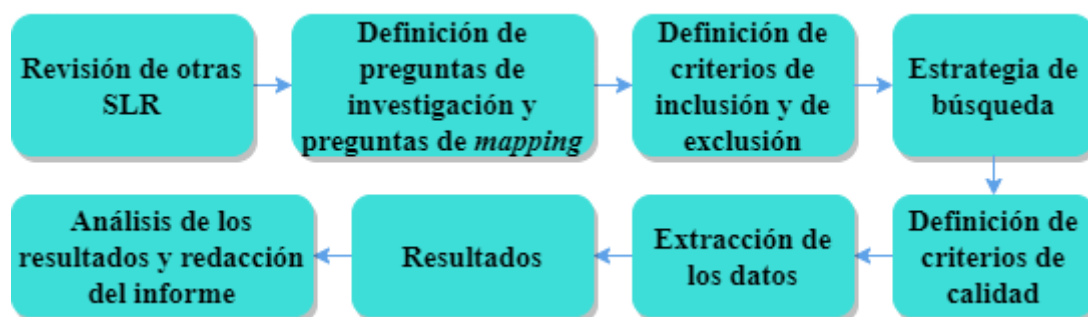 Revisión de otras
SLR
Definición de
preguntas de
investigación y
preguntas de mapping
Definición de
criterios de
inclusión y de
exclusión
Estrategia de
búsqueda
Definición de
criterios de
calidad
Extracción de
los datos
Resultados
Análisis de los
resultados y redacción
del informe